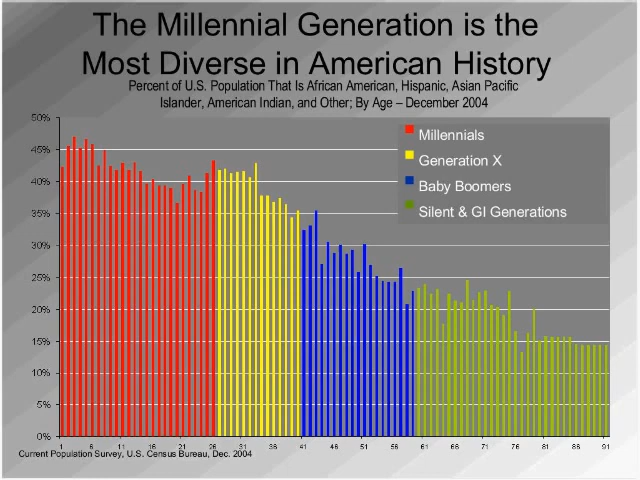 The Millennial Generation is the
Most Diverse in American History
Percent of U.S. Population That Is African American, Hispanic, Asian Pacific
Islander, American Indian, and Other; By Age – December 2004
50%
45%
40%
35%
30%
25%
20%
15%
10%
5%
0%
Millennials
Generation X
Baby Boomers
Silent & GI Generations
1 6 11 16 21 26 31 36 41 46 51 56 61 66 71 76 81 86 91
Current Population Survey, U.S. Census Bureau, Dec. 2004